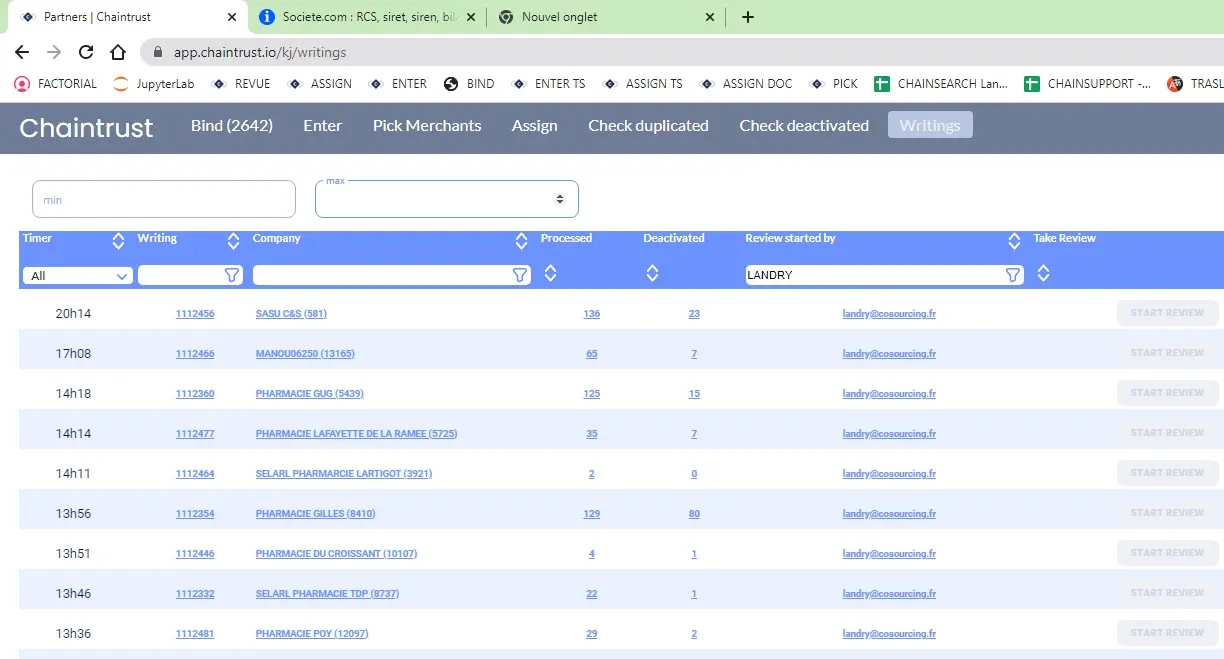 Partners | Chaintrust
Societe.com : RCS, siret, siren, bil
Nouvel onglet
app.chaintrust.io/kj/writings
FACTORIAL JupyterLab REVUE ASSIGN ENTER BIND ENTER TS ASSIGN TS ASSIGN DOC PICK CHAINSEARCH Lan... CHAINSUPPORT -... TRASL
Chaintrust Bind (2642) Enter Pick Merchants Assign Check duplicated Check deactivated Writings
max
min
Timer Writing Company Processed Deactivated Review started by Take Review
All LANDRY
20h14 1112456 SASU C&S (581) 136 23 landry@cosourcing.fr START REVIEW
17h08 1112466 MANOU06250 (13165) 65 7 landry@cosourcing.fr START REVIEW
14h18 1112360 PHARMACIE GUG (5439) 125 15 landry@cosourcing.fr START REVIEW
14h14 1112477 PHARMACIE LAFAYETTE DE LA RAMEE (5725) 35 7 landry@cosourcing.fr START REVIEW
14h11 1112464 SELARL PHARMARCIE LARTIGOT (3921) 2 0 landry@cosourcing.fr START REVIEW
13h56 1112354 PHARMACIE GILLES (8410) 129 80 landry@cosourcing.fr START REVIEW
13h51 1112446 PHARMACIE DU CROISSANT (10107) 4 1 landry@cosourcing.fr START REVIEW
13h46 1112332 SELARL PHARMACIE TDP (8737) 22 1 landry@cosourcing.fr START REVIEW
13h36 1112481 PHARMACIE POY (12097) 29 2 landry@cosourcing.fr START REVIEW